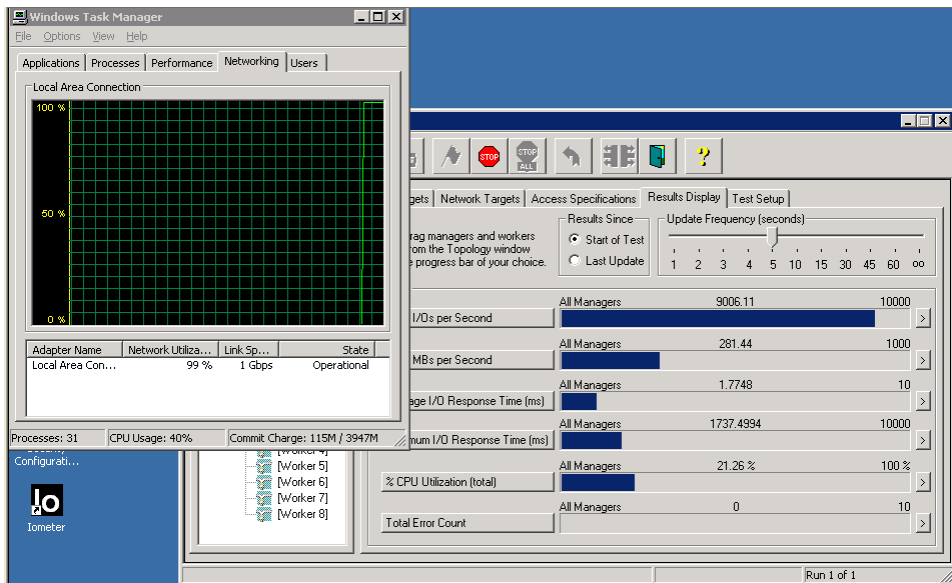 Windows Task Manager
File Options View Help
Applications Processes Performance Networking Users
Local Area Connection
100 %
50 %
0 %
Adapter Name Network Utiliza... Link Sp... State
Local Area Con... 99 % 1 Gbps Operational
Processes: 31 CPU Usage: 40% Commit Charge: 115M / 3947M
Configurati...
Iometer
STOP
STOP
ALL
gets Network Targets Access Specifications Results Display Test Setup
rag managers and workers
rom the Topology window
e progress bar of your choice.
Results Since
Start of Test
Last Update
Update Frequency (seconds)
1 2 3 4 5 10 15 30 45 60 oo
All Managers 9006.11 10000
I/Os per Second
All Managers 281.44 1000
MBs per Second
All Managers 1.7748 10
age I/O Response Time (ms)
All Managers 1737.4994 10000
mum I/O Response Time (ms)
All Managers 21.26 % 100 %
% CPU Utilization (total)
All Managers 0 10
Total Error Count
[Worker 5]
[Worker 6]
[Worker 7]
[Worker 8]
Run 1 of 1